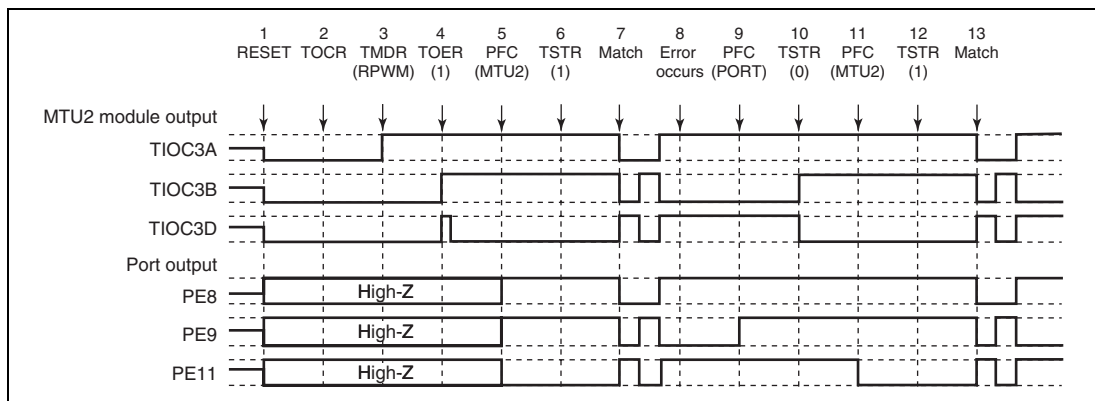 1 2 3 4 5 6 7 8 9 10 11 12 13
RESET TOCR TMDR TOER PFC TSTR Match Error PFC TSTR PFC TSTR Match
(RPWM) (1) (MTU2) (1) occurs (PORT) (0) (MTU2) (1)
MTU2 module output
TIOC3A
TIOC3B
TIOC3D
Port output
PE8 High-Z
PE9 High-Z
PE11 High-Z